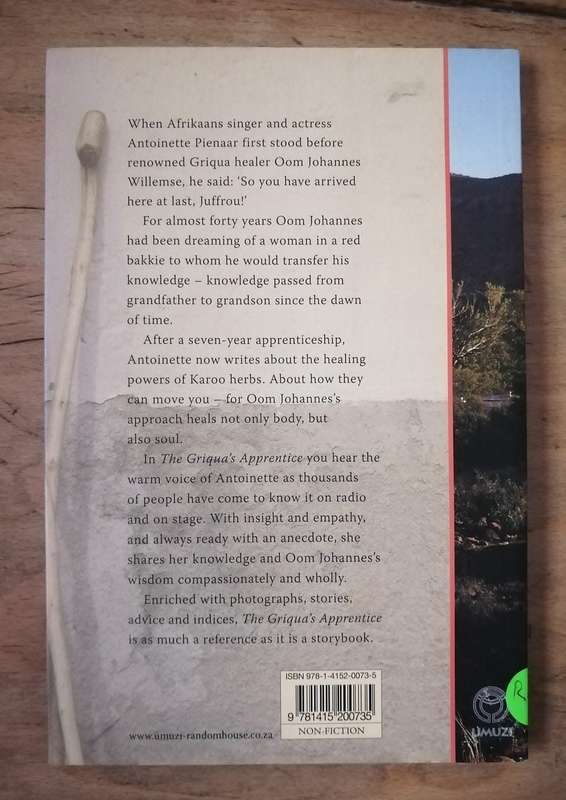 When Afrikaans singer and actress
Antoinette Pienaar first stood before
renowned Griqua healer Oom Johannes
Willemse, he said: ‘So you have arrived
here at last, Juffrou!’
For almost forty years Oom Johannes
had been dreaming of a woman in a red
bakkie to whom he would transfer his
knowledge – knowledge passed from
grandfather to grandson since the dawn
of time.
After a seven-year apprenticeship,
Antoinette now writes about the healing
powers of Karoo herbs. About how they
can move you – for Oom Johannes’s
approach heals not only body, but
also soul.
In The Griqua’s Apprentice you hear the
warm voice of Antoinette as thousands
of people have come to know it on radio
and on stage. With insight and empathy,
and always ready with an anecdote, she
shares her knowledge and Oom Johannes’s
wisdom compassionately and wholly.
Enriched with photographs, stories,
advice and indices, The Griqua’s Apprentice
is as much a reference as it is a storybook.
ISBN 978-1-4152-0073-5
9 781415 200735
NON-FICTION
www.umuzi-randomhouse.co.za
UMUZI
R